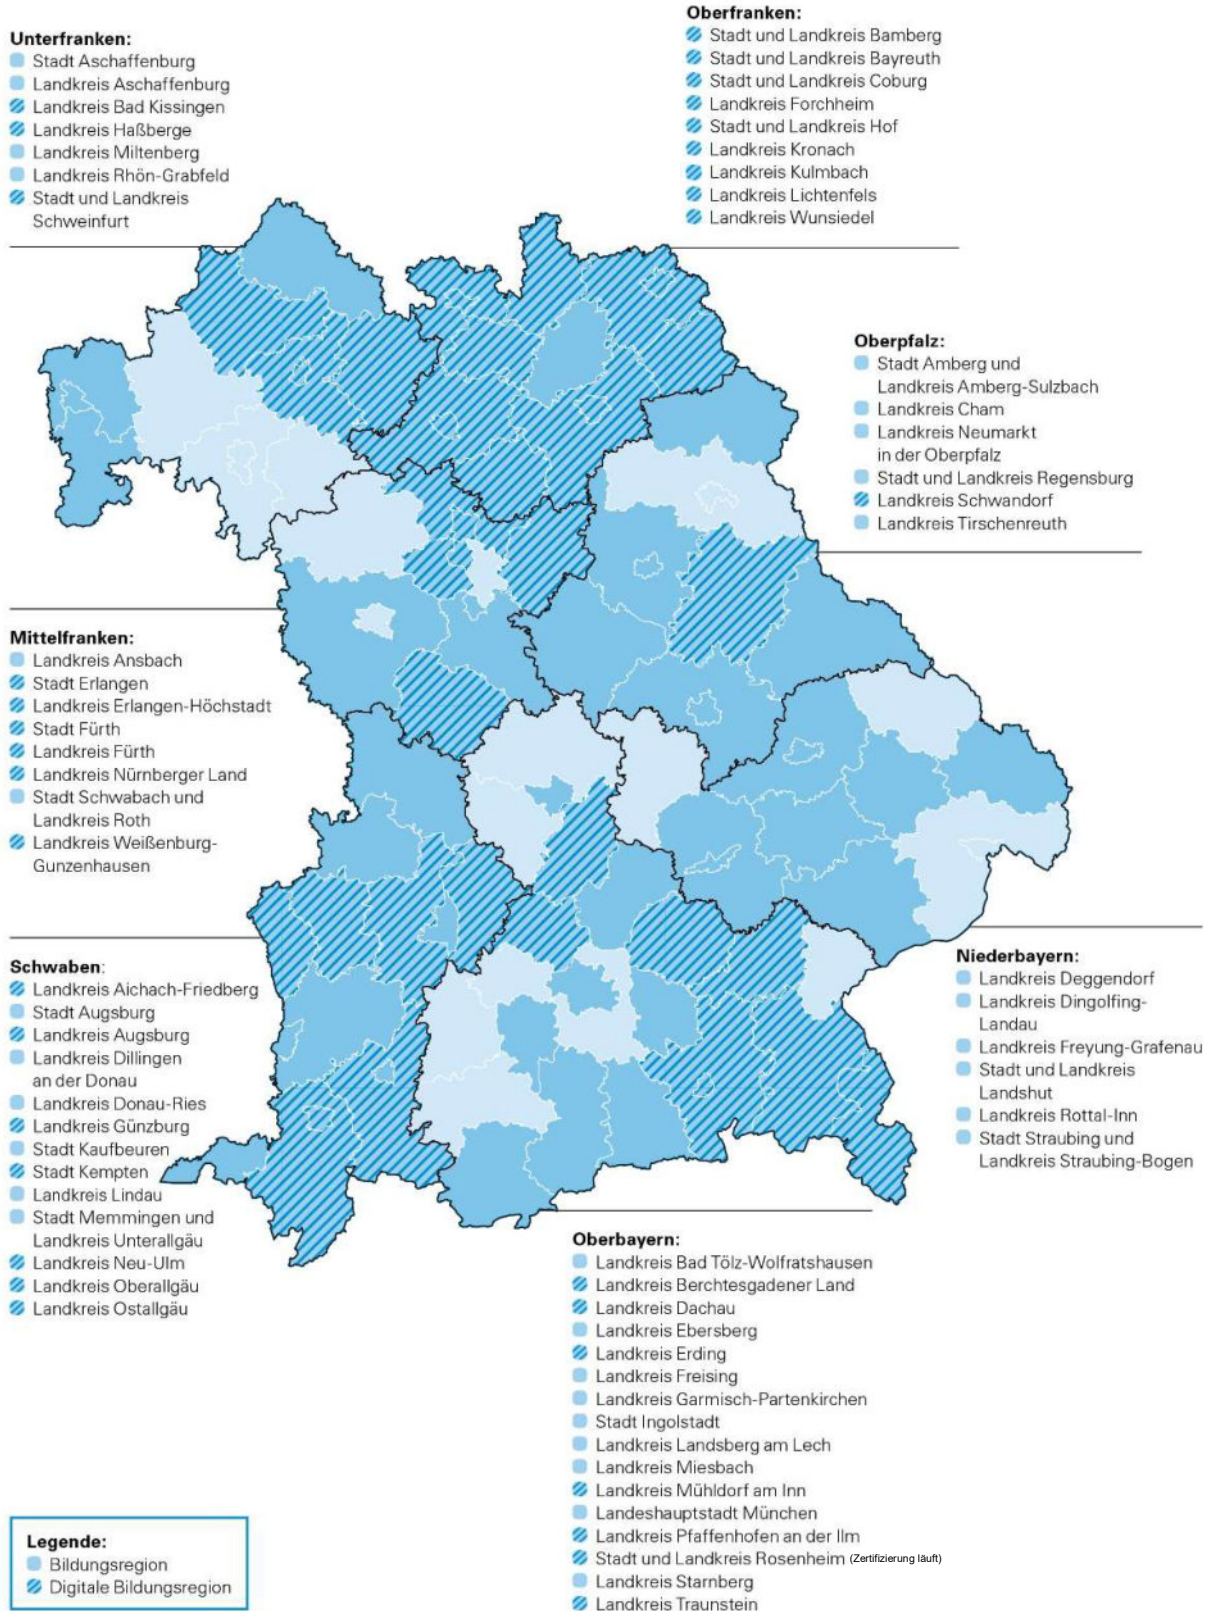 Unterfranken:
Stadt Aschaffenburg
Landkreis Aschaffenburg
Landkreis Bad Kissingen
Landkreis Haßberge
Landkreis Miltenberg
Landkreis Rhön-Grabfeld
Stadt und Landkreis
Schweinfurt
Oberfranken:
Stadt und Landkreis Bamberg
Stadt und Landkreis Bayreuth
Stadt und Landkreis Coburg
Landkreis Forchheim
Stadt und Landkreis Hof
Landkreis Kronach
Landkreis Kulmbach
Landkreis Lichtenfels
Landkreis Wunsiedel
Oberpfalz:
Stadt Amberg und
Landkreis Amberg-Sulzbach
Landkreis Cham
Landkreis Neumarkt
in der Oberpfalz
Stadt und Landkreis Regensburg
Landkreis Schwandorf
Landkreis Tirschenreuth
Mittelfranken:
Landkreis Ansbach
Stadt Erlangen
Landkreis Erlangen-Höchstadt
Stadt Fürth
Landkreis Fürth
Landkreis Nürnberger Land
Stadt Schwabach und
Landkreis Roth
Landkreis Weißenburg-
Gunzenhausen
Schwaben:
Landkreis Aichach-Friedberg
Stadt Augsburg
Landkreis Augsburg
Landkreis Dillingen
an der Donau
Landkreis Donau-Ries
Landkreis Günzburg
Stadt Kaufbeuren
Stadt Kempten
Landkreis Lindau
Stadt Memmingen und
Landkreis Unterallgäu
Landkreis Neu-Ulm
Landkreis Oberallgäu
Landkreis Ostallgäu
Niederbayern:
Landkreis Deggendorf
Landkreis Dingolfing-
Landau
Landkreis Freyung-Grafenau
Stadt und Landkreis
Landshut
Landkreis Rottal-Inn
Stadt Straubing und
Landkreis Straubing-Bogen
Oberbayern:
Landkreis Bad Tölz-Wolfratshausen
Landkreis Berchtesgadener Land
Landkreis Dachau
Landkreis Ebersberg
Landkreis Erding
Landkreis Freising
Landkreis Garmisch-Partenkirchen
Stadt Ingolstadt
Landkreis Landsberg am Lech
Landkreis Miesbach
Landkreis Mühldorf am Inn
Landeshauptstadt München
Landkreis Pfaffenhofen an der Ilm
Stadt und Landkreis Rosenheim (Zertifizierung läuft)
Landkreis Starnberg
Landkreis Traunstein
Legende:
Bildungsregion
Digitale Bildungsregion